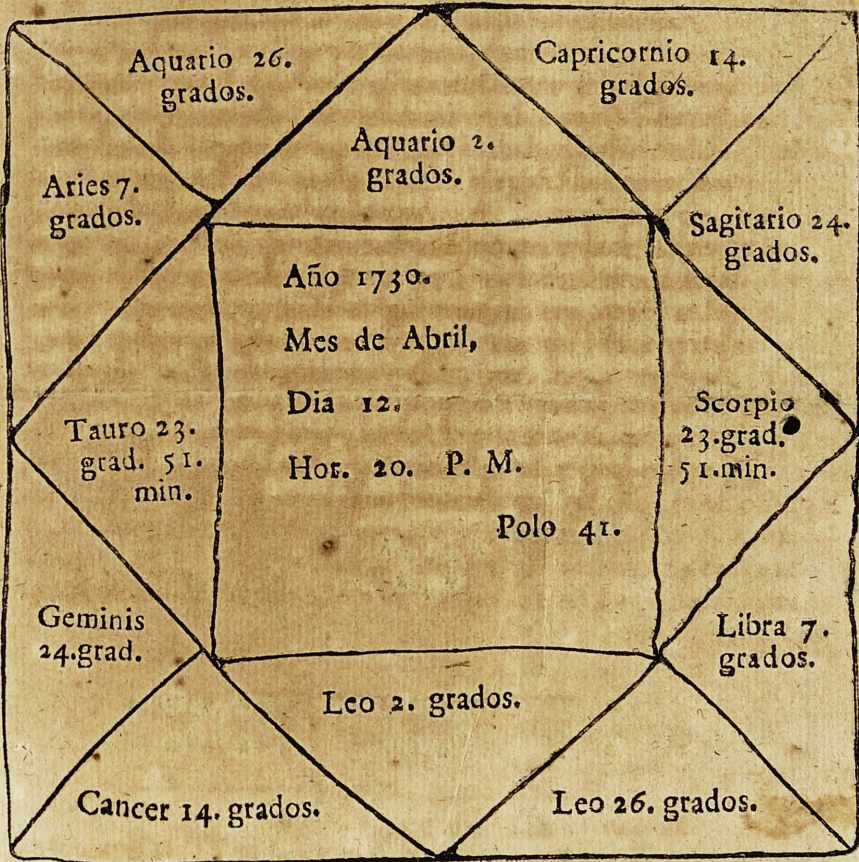 Aquario 26.
grados.
Capricornio 14.
grados.
Aquario 2.
grados.
Aries 7.
grados.
Sagitario 24.
grados.
Año 1730.
Mes de Abril,
Dia 12.
Hor. 20. P. M.
Polo 41.
Tauro 23.
grad. 51.
min.
Scorpio
23.grad.
51.min.
Geminis
24.grad.
Libra 7.
grados.
Leo 2. grados.
Cancer 14. grados.
Leo 26. grados.